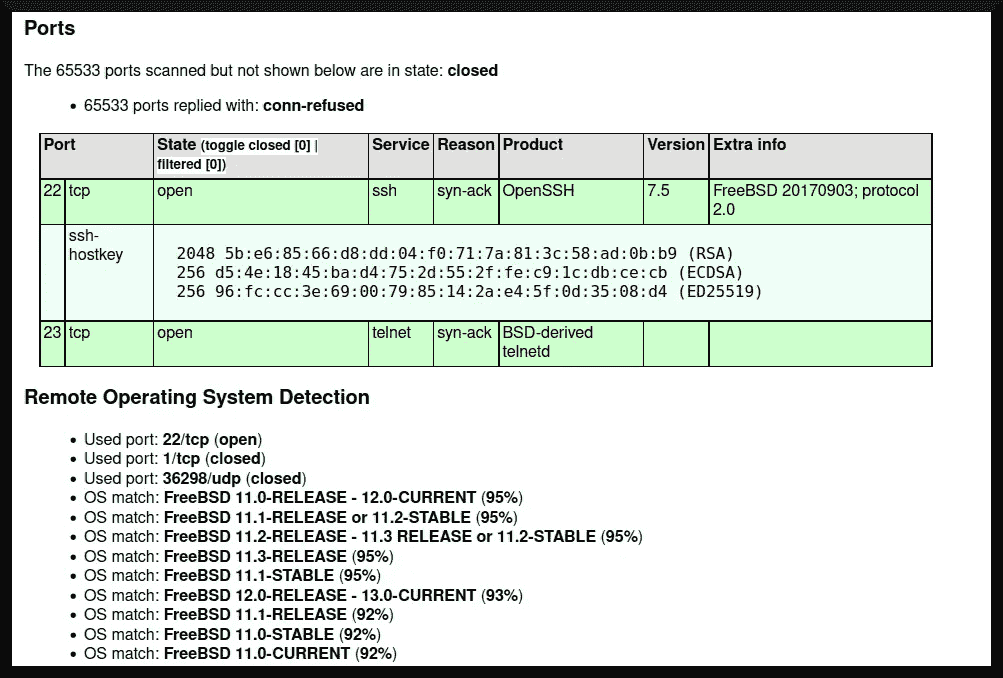 Ports
The 65533 ports scanned but not shown below are in state: closed
• 65533 ports replied with: conn-refused
Port State (toggle closed [0] | filtered [0]) Service Reason Product Version Extra info
22 tcp open ssh syn-ack OpenSSH 7.5 FreeBSD 20170903; protocol 2.0
ssh-hostkey
2048 5b:e6:85:66:d8:dd:04:f0:71:7a:81:3c:58:ad:0b:b9 (RSA)
256 d5:4e:18:45:ba:d4:75:2d:55:2f:fe:c9:1c:db:ce:cb (ECDSA)
256 96:fc:cc:3e:69:00:79:85:14:2a:e4:5f:0d:35:08:d4 (ED25519)
23 tcp open telnet syn-ack BSD-derived telnetd
Remote Operating System Detection
• Used port: 22/tcp (open)
• Used port: 1/tcp (closed)
• Used port: 36298/udp (closed)
• OS match: FreeBSD 11.0-RELEASE - 12.0-CURRENT (95%)
• OS match: FreeBSD 11.1-RELEASE or 11.2-STABLE (95%)
• OS match: FreeBSD 11.2-RELEASE - 11.3 RELEASE or 11.2-STABLE (95%)
• OS match: FreeBSD 11.3-RELEASE (95%)
• OS match: FreeBSD 11.1-STABLE (95%)
• OS match: FreeBSD 12.0-RELEASE - 13.0-CURRENT (93%)
• OS match: FreeBSD 11.1-RELEASE (92%)
• OS match: FreeBSD 11.0-STABLE (92%)
• OS match: FreeBSD 11.0-CURRENT (92%)